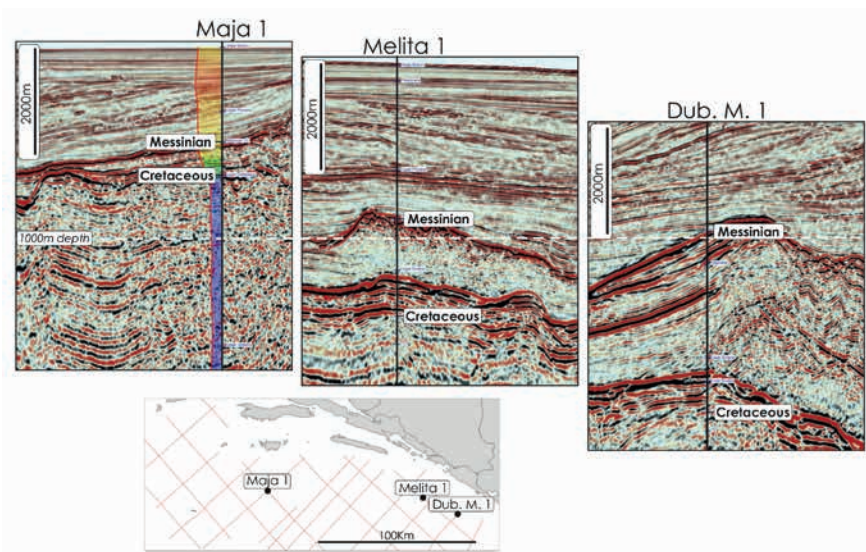 Maja 1
Melita 1
Dub. M. 1
2000m
Messinian
Cretaceous
1000m depth
2000m
Messinian
Cretaceous
2000m
Messinian
Cretaceous
Maja 1
Melita 1
Dub. M. 1
100Km